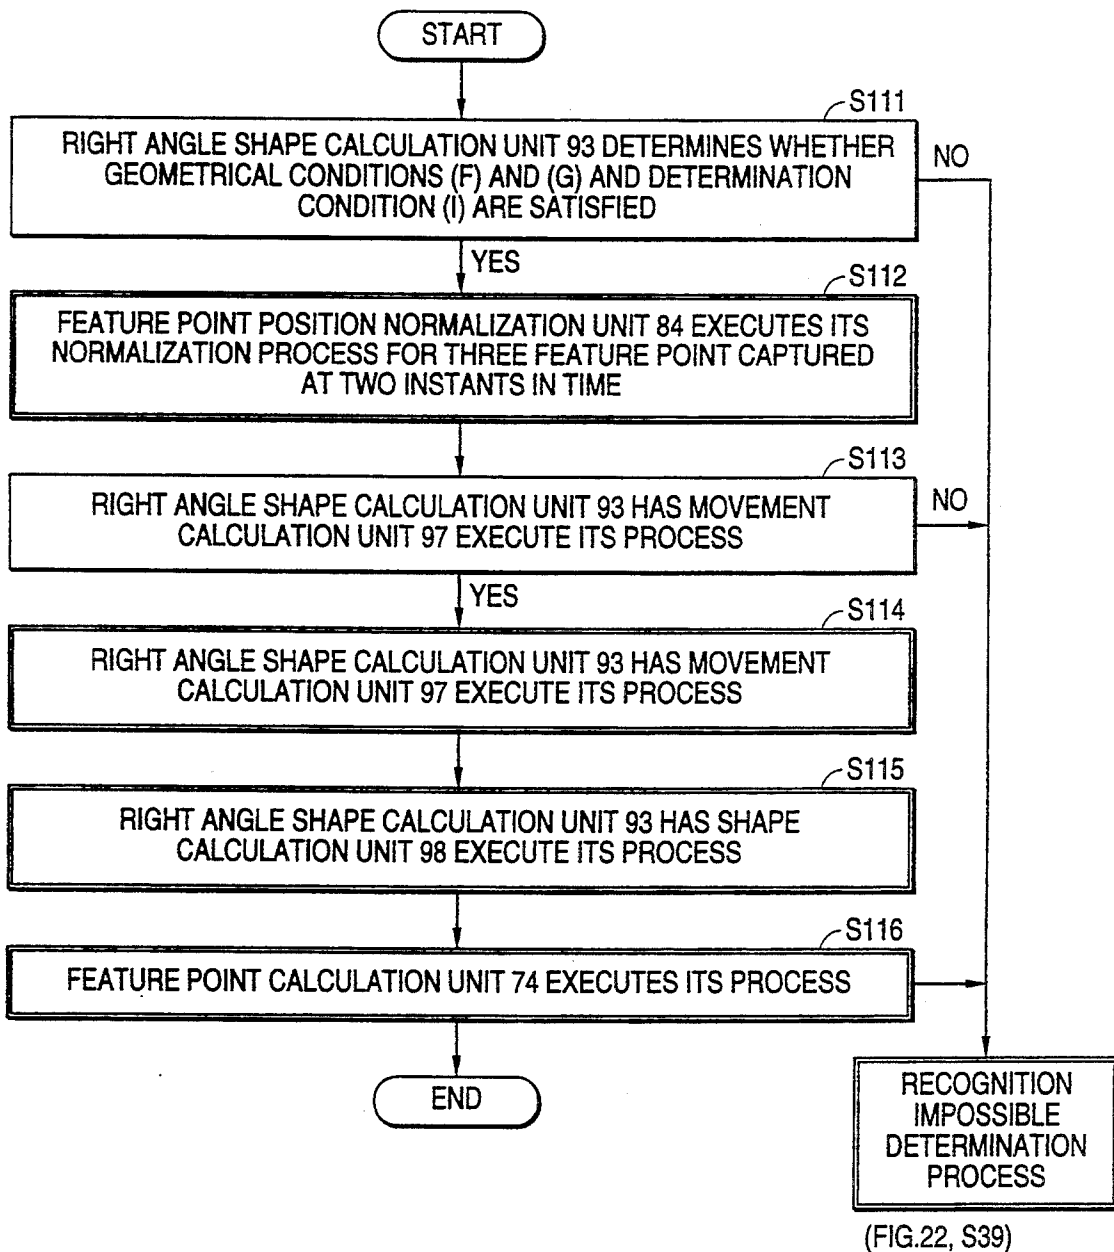 START
S111
RIGHT ANGLE SHAPE CALCULATION UNIT 93 DETERMINES WHETHER
GEOMETRICAL CONDITIONS (F) AND (G) AND DETERMINATION
CONDITION (I) ARE SATISFIED
NO
YES
S112
FEATURE POINT POSITION NORMALIZATION UNIT 84 EXECUTES ITS
NORMALIZATION PROCESS FOR THREE FEATURE POINT CAPTURED
AT TWO INSTANTS IN TIME
S113
RIGHT ANGLE SHAPE CALCULATION UNIT 93 HAS MOVEMENT
CALCULATION UNIT 97 EXECUTE ITS PROCESS
NO
YES
S114
RIGHT ANGLE SHAPE CALCULATION UNIT 93 HAS MOVEMENT
CALCULATION UNIT 97 EXECUTE ITS PROCESS
S115
RIGHT ANGLE SHAPE CALCULATION UNIT 93 HAS SHAPE
CALCULATION UNIT 98 EXECUTE ITS PROCESS
S116
FEATURE POINT CALCULATION UNIT 74 EXECUTES ITS PROCESS
END
RECOGNITION
IMPOSSIBLE
DETERMINATION
PROCESS
(FIG.22, S39)